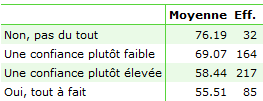 Moyenne Eff.
Non, pas du tout 76.19 32
Une confiance plutôt faible 69.07 164
Une confiance plutôt élevée 58.44 217
Oui, tout à fait 55.51 85